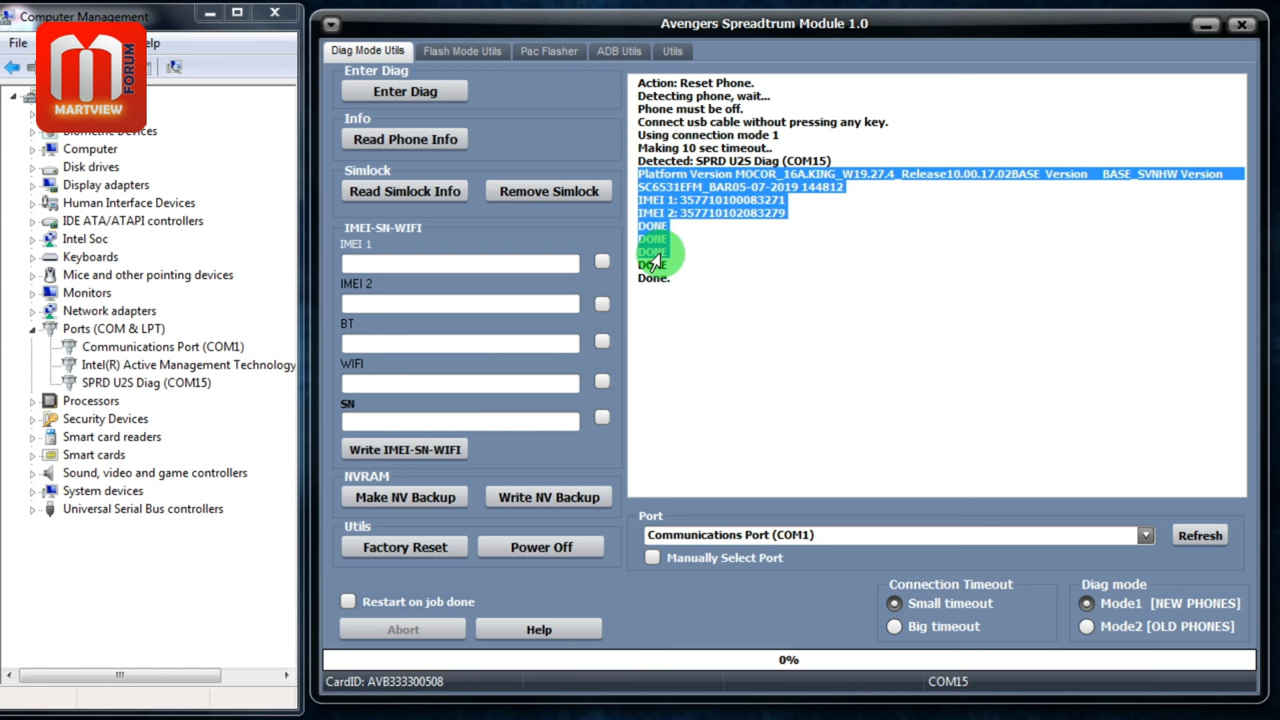 Computer Management
File
elp
MARTVIEW
FORUM
Biometric Devices
Computer
Disk drives
Display adapters
Human Interface Devices
IDE ATA/ATAPI controllers
Intel Soc
Keyboards
Mice and other pointing devices
Monitors
Network adapters
Ports (COM & LPT)
Communications Port (COM1)
Intel(R) Active Management Technology
SPRD U2S Diag (COM15)
Processors
Security Devices
Smart card readers
Smart cards
Sound, video and game controllers
System devices
Universal Serial Bus controllers
Avengers Spreadtrum Module 1.0
Diag Mode Utils
Flash Mode Utils
Pac Flasher
ADB Utils
Utils
Enter Diag
Enter Diag
Info
Read Phone Info
Simlock
Read Simlock Info
Remove Simlock
IMEI-SN-WIFI
IMEI 1
IMEI 2
BT
WIFI
SN
Write IMEI-SN-WIFI
NVRAM
Make NV Backup
Write NV Backup
Utils
Factory Reset
Power Off
Restart on job done
Abort
Help
Action: Reset Phone.
Detecting phone, wait...
Phone must be off.
Connect usb cable without pressing any key.
Using connection mode 1
Making 10 sec timeout..
Detected: SPRD U2S Diag (COM15)
Platform Version MOCOR_16A.KING_W19.27.4_Release10.00.17.02BASE Version BASE_SVNHW Version
SC6531EFM_BAR05-07-2019 144812
IMEI 1: 357710100083271
IMEI 2: 357710102083279
DONE
DONE
DONE
DONE
Done.
Port
Communications Port (COM1)
Refresh
Manually Select Port
Connection Timeout
Small timeout
Big timeout
Diag mode
Mode1 [NEW PHONES]
Mode2 [OLD PHONES]
0%
CardID: AVB333300508
COM15